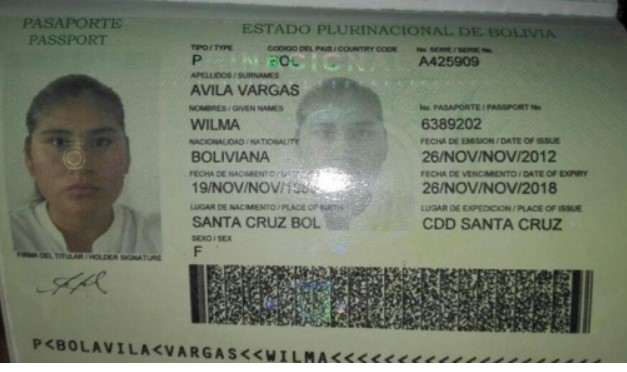 PASAPORTE
PASSPORT
ESTADO PLURINACIONAL DE BOLIVIA
TIPO / TYPE CODIGO DEL PAIS / COUNTRY CODE No. SERIE / SERIE No.
P BOL A425909
APELLIDOS / SURNAMES
AVILA VARGAS
NOMBRES / GIVEN NAMES No. PASAPORTE / PASSPORT No
WILMA 6389202
NACIONALIDAD / NATIONALITY FECHA DE EMISION / DATE OF ISSUE
BOLIVIANA 26/NOV/NOV/2012
FECHA DE NACIMIENTO / FECHA DE VENCIMIENTO / DATE OF EXPIRY
19/NOV/NOV/ 26/NOV/NOV/2018
LUGAR DE NACIMIENTO / PLACE OF BIRTH LUGAR DE EXPEDICION / PLACE OF ISSUE
SANTA CRUZ BOL CDD SANTA CRUZ
SEXO / SEX
F
FIRMA DEL TITULAR / HOLDER SIGNATURE
P<BOLAVILA<VARGAS<<WILMA<<<<<<<<<<<<<<<<<<<<